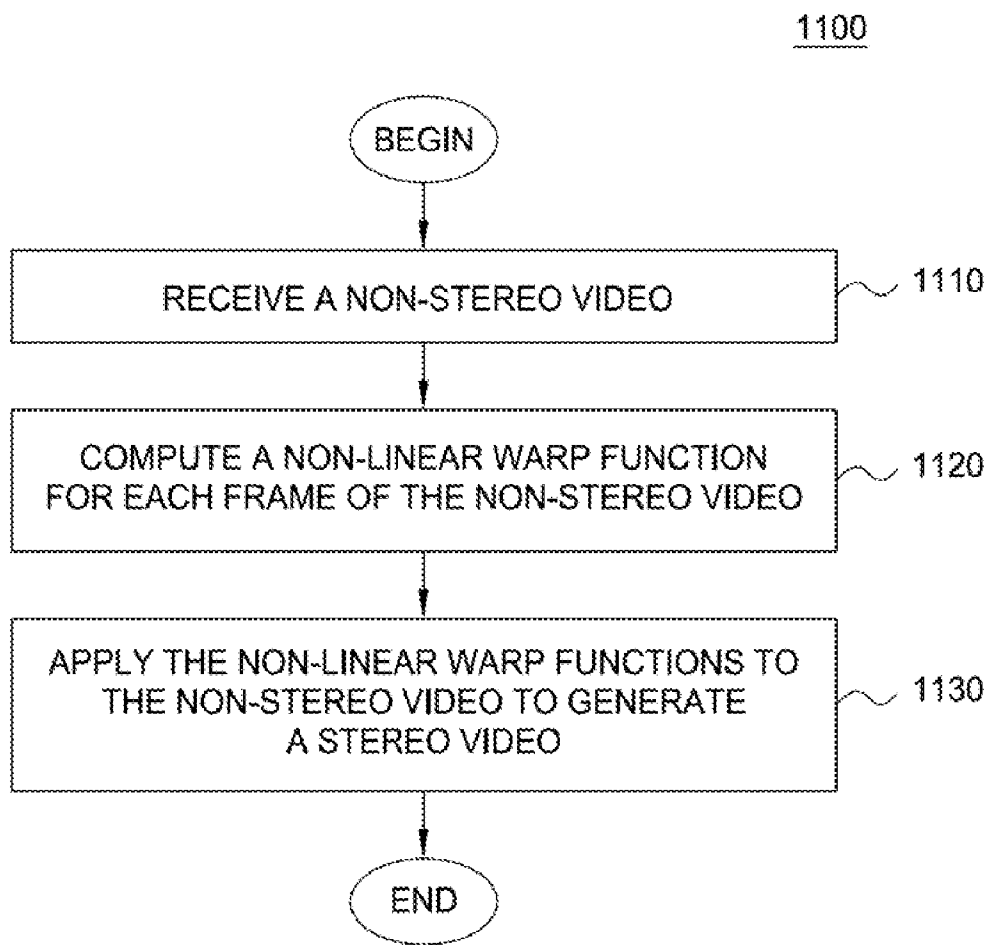 1100
BEGIN
RECEIVE A NON-STEREO VIDEO
1110
COMPUTE A NON-LINEAR WARP FUNCTION
FOR EACH FRAME OF THE NON-STEREO VIDEO
1120
APPLY THE NON-LINEAR WARP FUNCTIONS TO
THE NON-STEREO VIDEO TO GENERATE
A STEREO VIDEO
1130
END